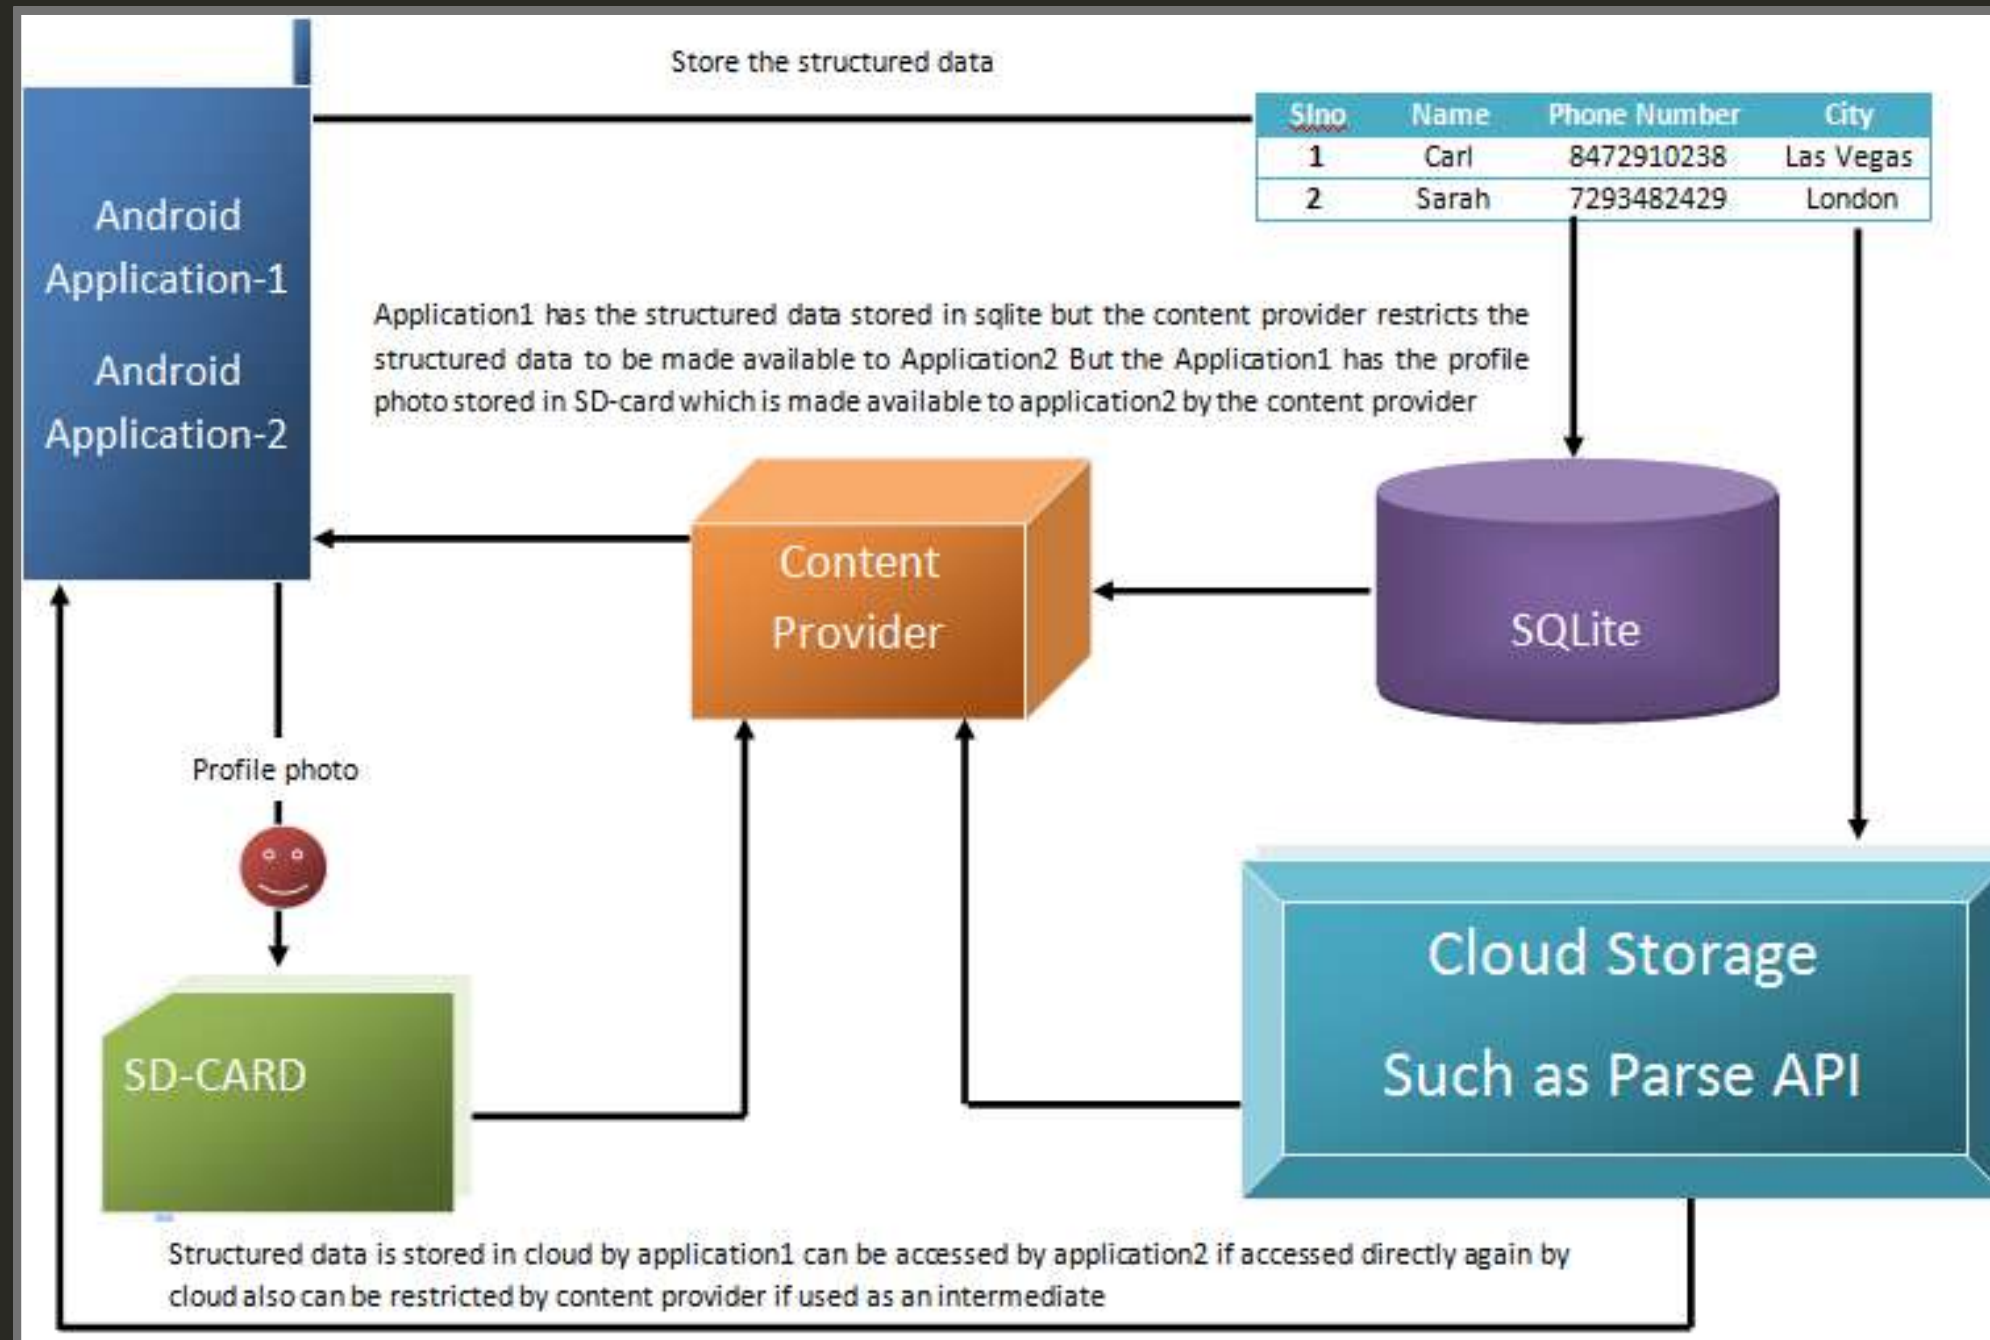 Store the structured data
Slno Name Phone Number City
1 Carl 8472910238 Las Vegas
2 Sarah 7293482429 London
Android
Application-1
Android
Application-2
Application1 has the structured data stored in sqlite but the content provider restricts the
structured data to be made available to Application2 But the Application1 has the profile
photo stored in SD-card which is made available to application2 by the content provider
Content
Provider
SQLite
Profile photo
Cloud Storage
Such as Parse API
SD-CARD
Structured data is stored in cloud by application1 can be accessed by application2 if accessed directly again by
cloud also can be restricted by content provider if used as an intermediate